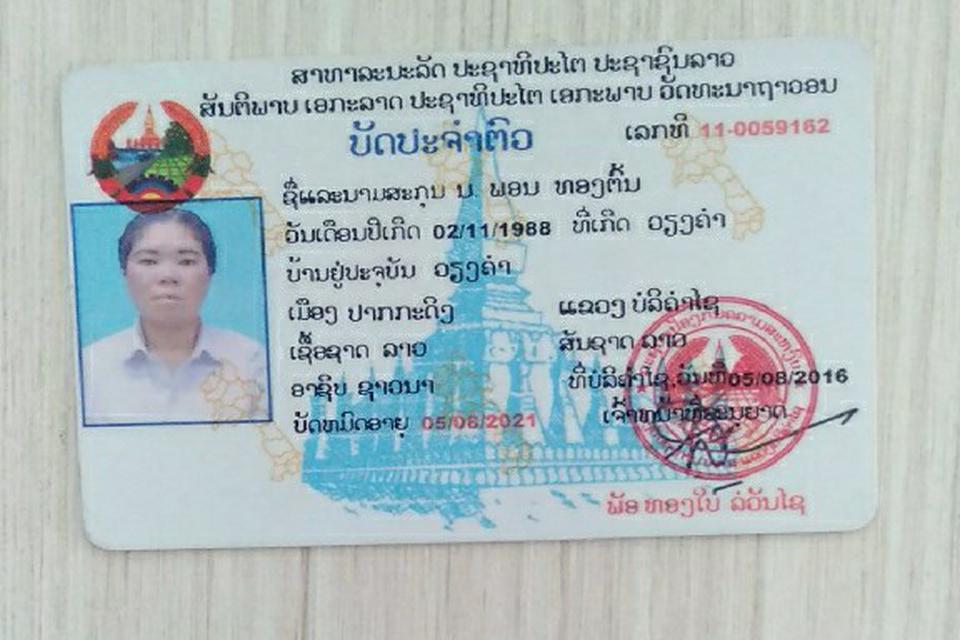 ສາທາລະນະລັດ ປະຊາທິປະໄຕ ປະຊາຊົນລາວ
ສັນຕິພາບ ເອກະລາດ ປະຊາທິປະໄຕ ເອກະພາບ ວັດທະນາຖາວອນ
ບັດປະຈໍາຕົວ
ເລກທີ 11-0059162
ຊື່ແລະນາມສະກຸນ ນ. ພອນ ທອງຕື້ນ
ວັນເດືອນປີເກີດ 02/11/1988 ທີ່ເກີດ ວຽງຄໍາ
ບ້ານຢູ່ປະຈຸບັນ ວຽງຄໍາ
ເມືອງ ປາກກະດິງ ແຂວງ ບໍລິຄໍາໄຊ
ເຊື້ອຊາດ ລາວ ສັນຊາດ ລາວ
ອາຊີບ ຊາວນາ ທີ່ບໍລິຄໍາໄຊ,ວັນທີ05/08/2016
ບັດຫມົດອາຍຸ 05/08/2021 ເຈົ້າຫນ້າທີ່ອະນຸຍາດ
ພັອ ທອງໃບ ລໍວັນໄຊ